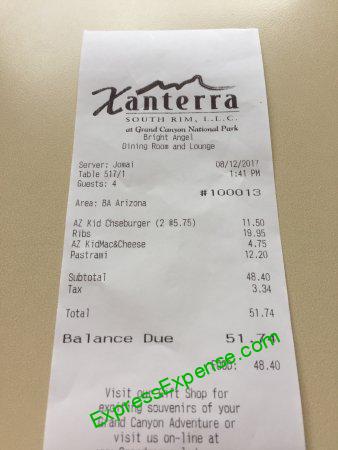 Xanterra
SOUTH RIM, L.L.C.
at Grand Canyon National Park
Bright Angel
Dining Room and Lounge
Server: Jomai 08/12/2017
Table 517/1 1:41 PM
Guests: 4
#100013
Area: BA Arizona
AZ Kid Chseburger (2 @5.75) 11.50
Ribs 19.95
AZ KidMac&Cheese 4.75
Pastrami 12.20
Subtotal 48.40
Tax 3.34
Total 51.74
Balance Due 51.74
FOOD: 48.40
ExpressExpense.com
Visit our Gift Shop for
exciting souvenirs of your
Grand Canyon Adventure or
visit us on-line at